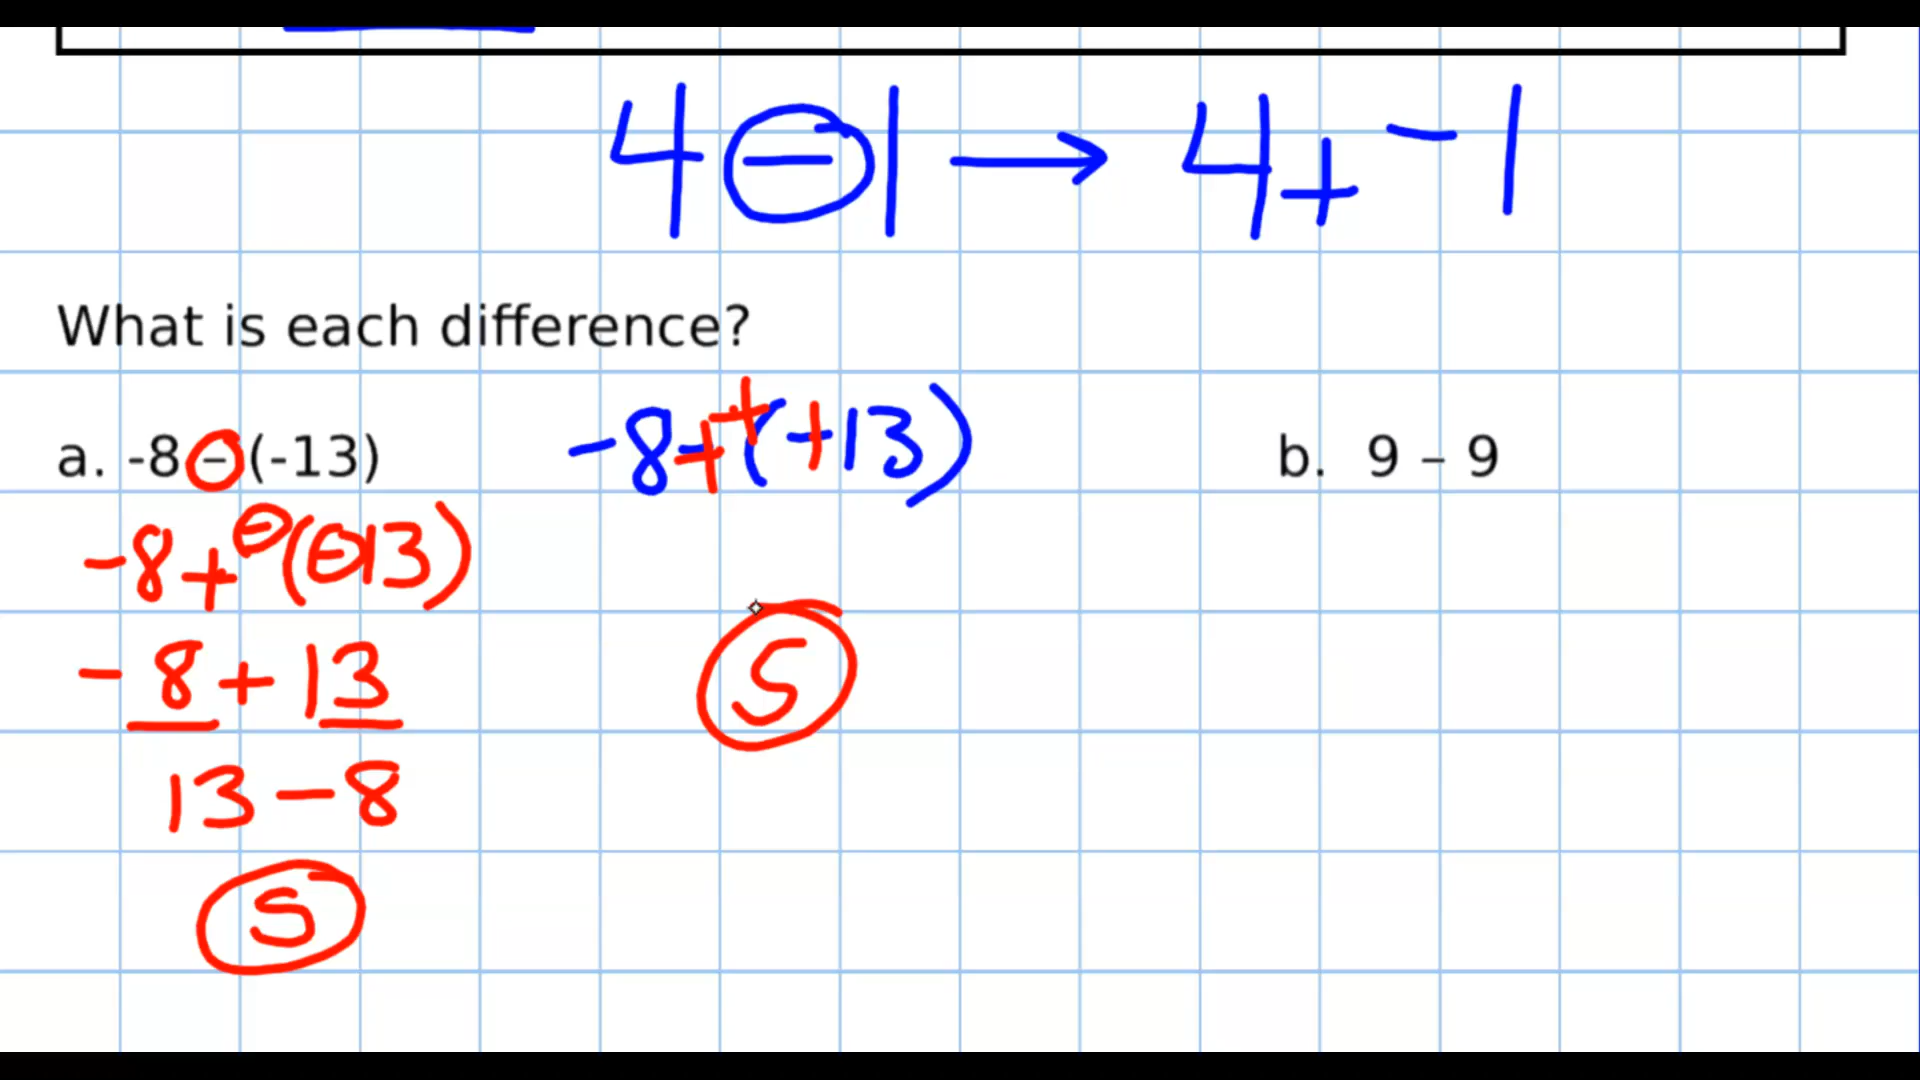 4 - ⁻1 → 4 + ⁻1
What is each difference?
a. -8 – (-13)
-8 + + (+13)
b. 9 – 9
-8 + - (-13)
-8 + 13
5
13 - 8
5